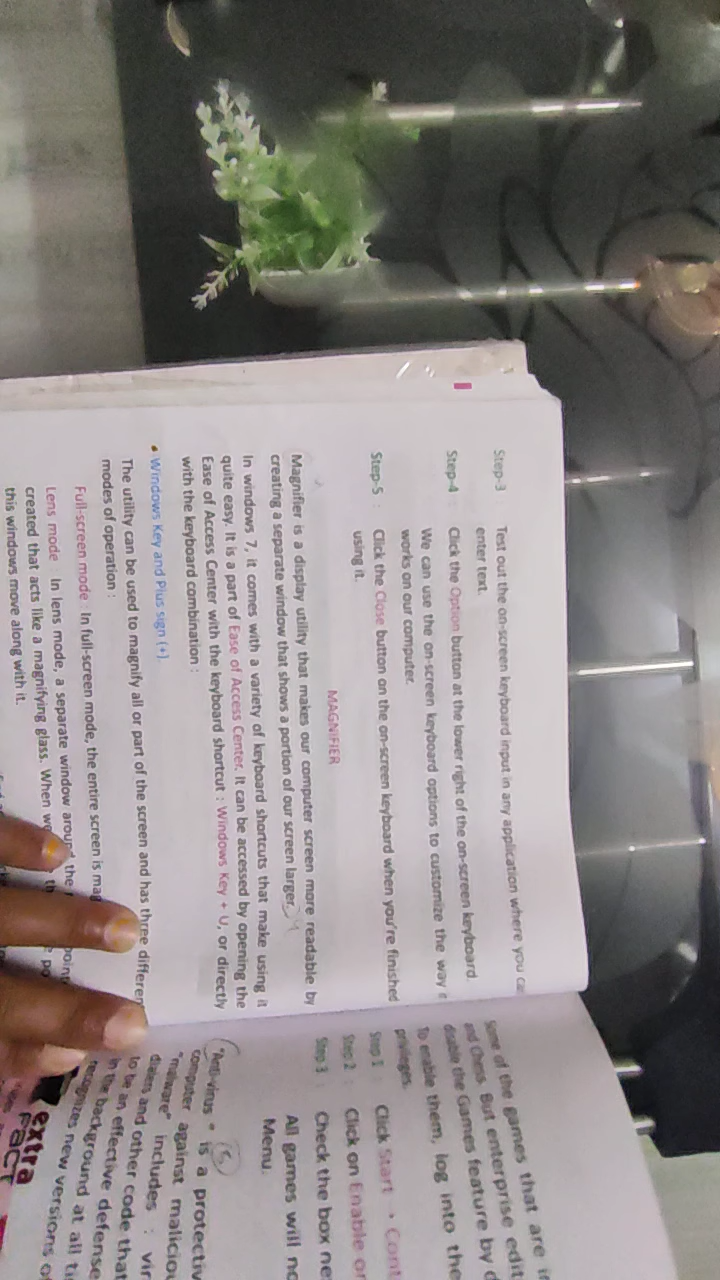 Step-3 : Test out the on-screen keyboard input in any application where you
enter text.
Step-4 : Click the Option button at the lower right of the on-screen keyboard.
We can use the on-screen keyboard options to customize the way
works on our computer.
Step-5 : Click the Close button on the on-screen keyboard when you're finished
using it.
MAGNIFIER
Magnifier is a display utility that makes our computer screen more readable by
creating a separate window that shows a portion of our screen larger.
In windows 7, it comes with a variety of keyboard shortcuts that make using it
quite easy. It is a part of Ease of Access Center. It can be accessed by opening the
Ease of Access Center with the keyboard shortcut : Windows Key + U, or directly
with the keyboard combination :
• Windows Key and Plus sign (+).
The utility can be used to magnify all or part of the screen and has three different
modes of operation :
Full-screen mode : In full-screen mode, the entire screen is
Lens mode In lens mode, a separate window around the
created that acts like a magnifying glass. When
this windows move along with it.
Some of the games that are
and Chess. But enterprise
disable the Games feature by
To enable them, log into the
privileges.
Step 1 : Click Start →
Step 2 : Click on Enable or
Step 3 : Check the box
All games will
Menu.
"Anti-virus" is a
computer against
"malware" includes :
dialers and other code that
to be an effective defense
in the background at all
recognizes new versions
extra
FACT